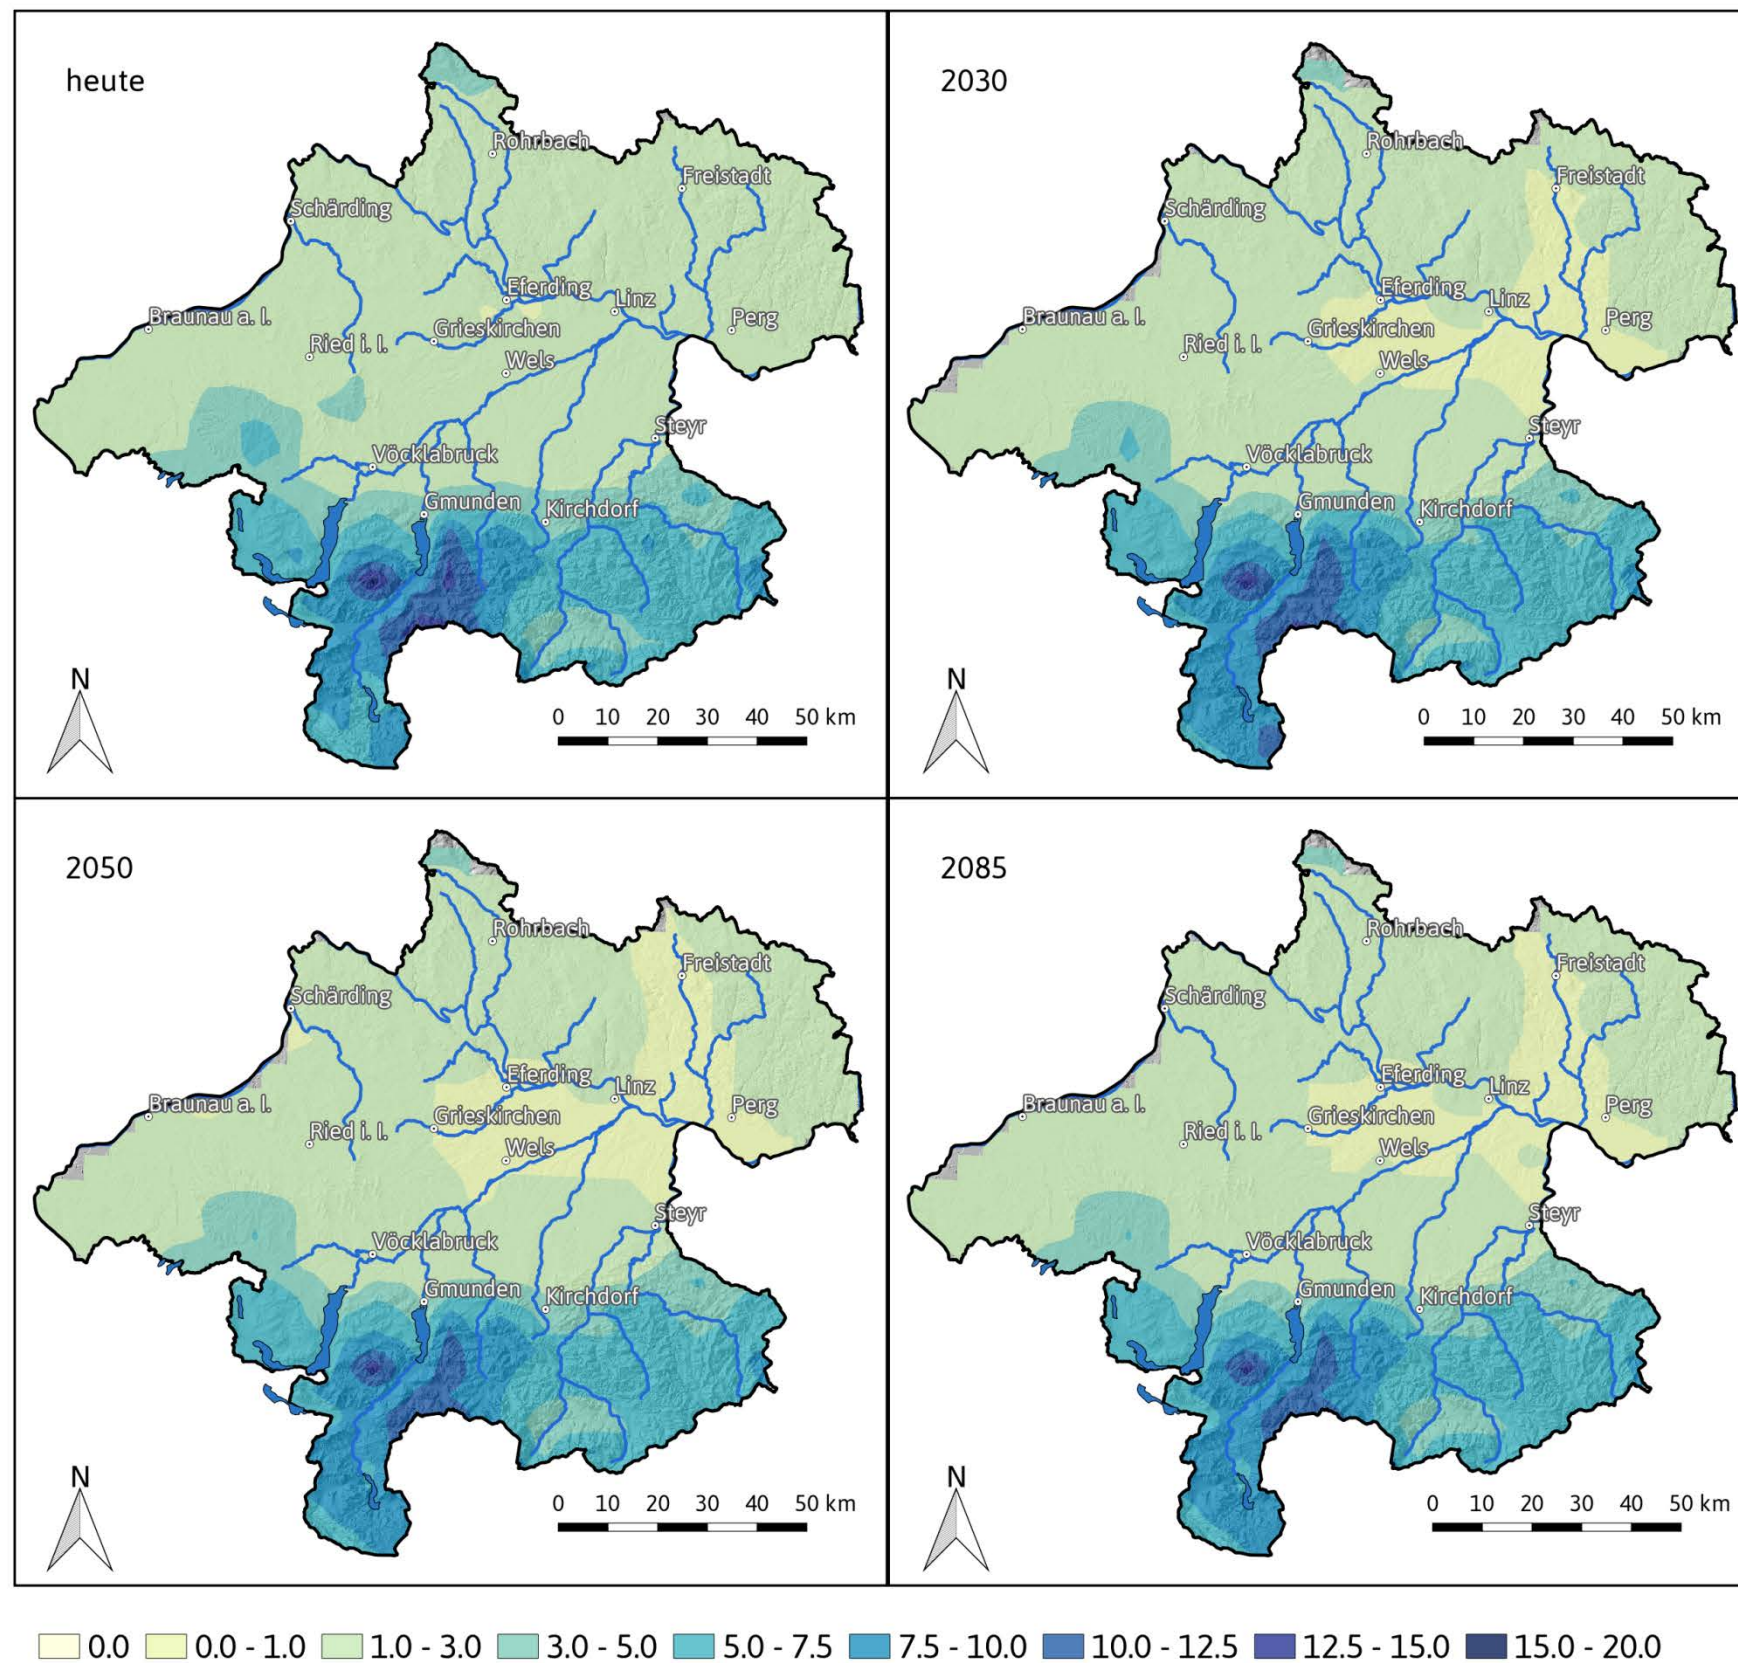 heute
Rohrbach
Freistadt
Schärding
Eferding
Linz
Braunau a. I.
Grieskirchen
Perg
Ried i. I.
Wels
Steyr
Vöcklabruck
Gmunden
Kirchdorf
N
0 10 20 30 40 50 km
2030
Rohrbach
Freistadt
Schärding
Eferding
Linz
Braunau a. I.
Grieskirchen
Perg
Ried i. I.
Wels
Steyr
Vöcklabruck
Gmunden
Kirchdorf
N
0 10 20 30 40 50 km
2050
Rohrbach
Freistadt
Schärding
Eferding
Linz
Braunau a. I.
Grieskirchen
Perg
Ried i. I.
Wels
Steyr
Vöcklabruck
Gmunden
Kirchdorf
N
0 10 20 30 40 50 km
2085
Rohrbach
Freistadt
Schärding
Eferding
Linz
Braunau a. I.
Grieskirchen
Perg
Ried i. I.
Wels
Steyr
Vöcklabruck
Gmunden
Kirchdorf
N
0 10 20 30 40 50 km
0.0 0.0 - 1.0 1.0 - 3.0 3.0 - 5.0 5.0 - 7.5 7.5 - 10.0 10.0 - 12.5 12.5 - 15.0 15.0 - 20.0